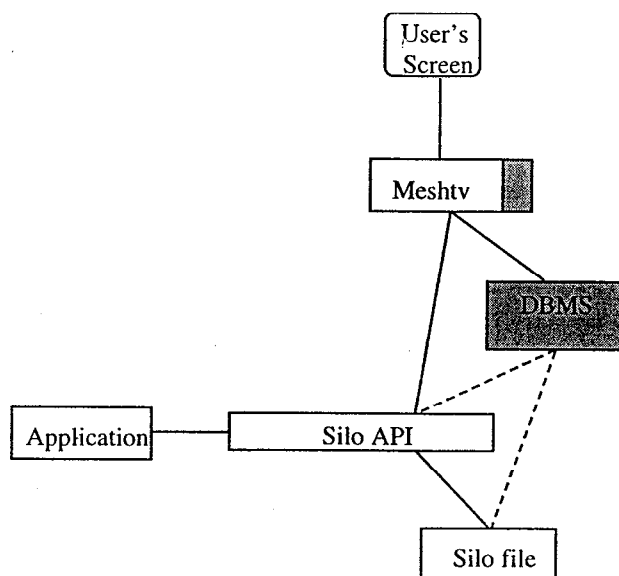 User's
Screen
Meshtv
DBMS
Application
Silo API
Silo file